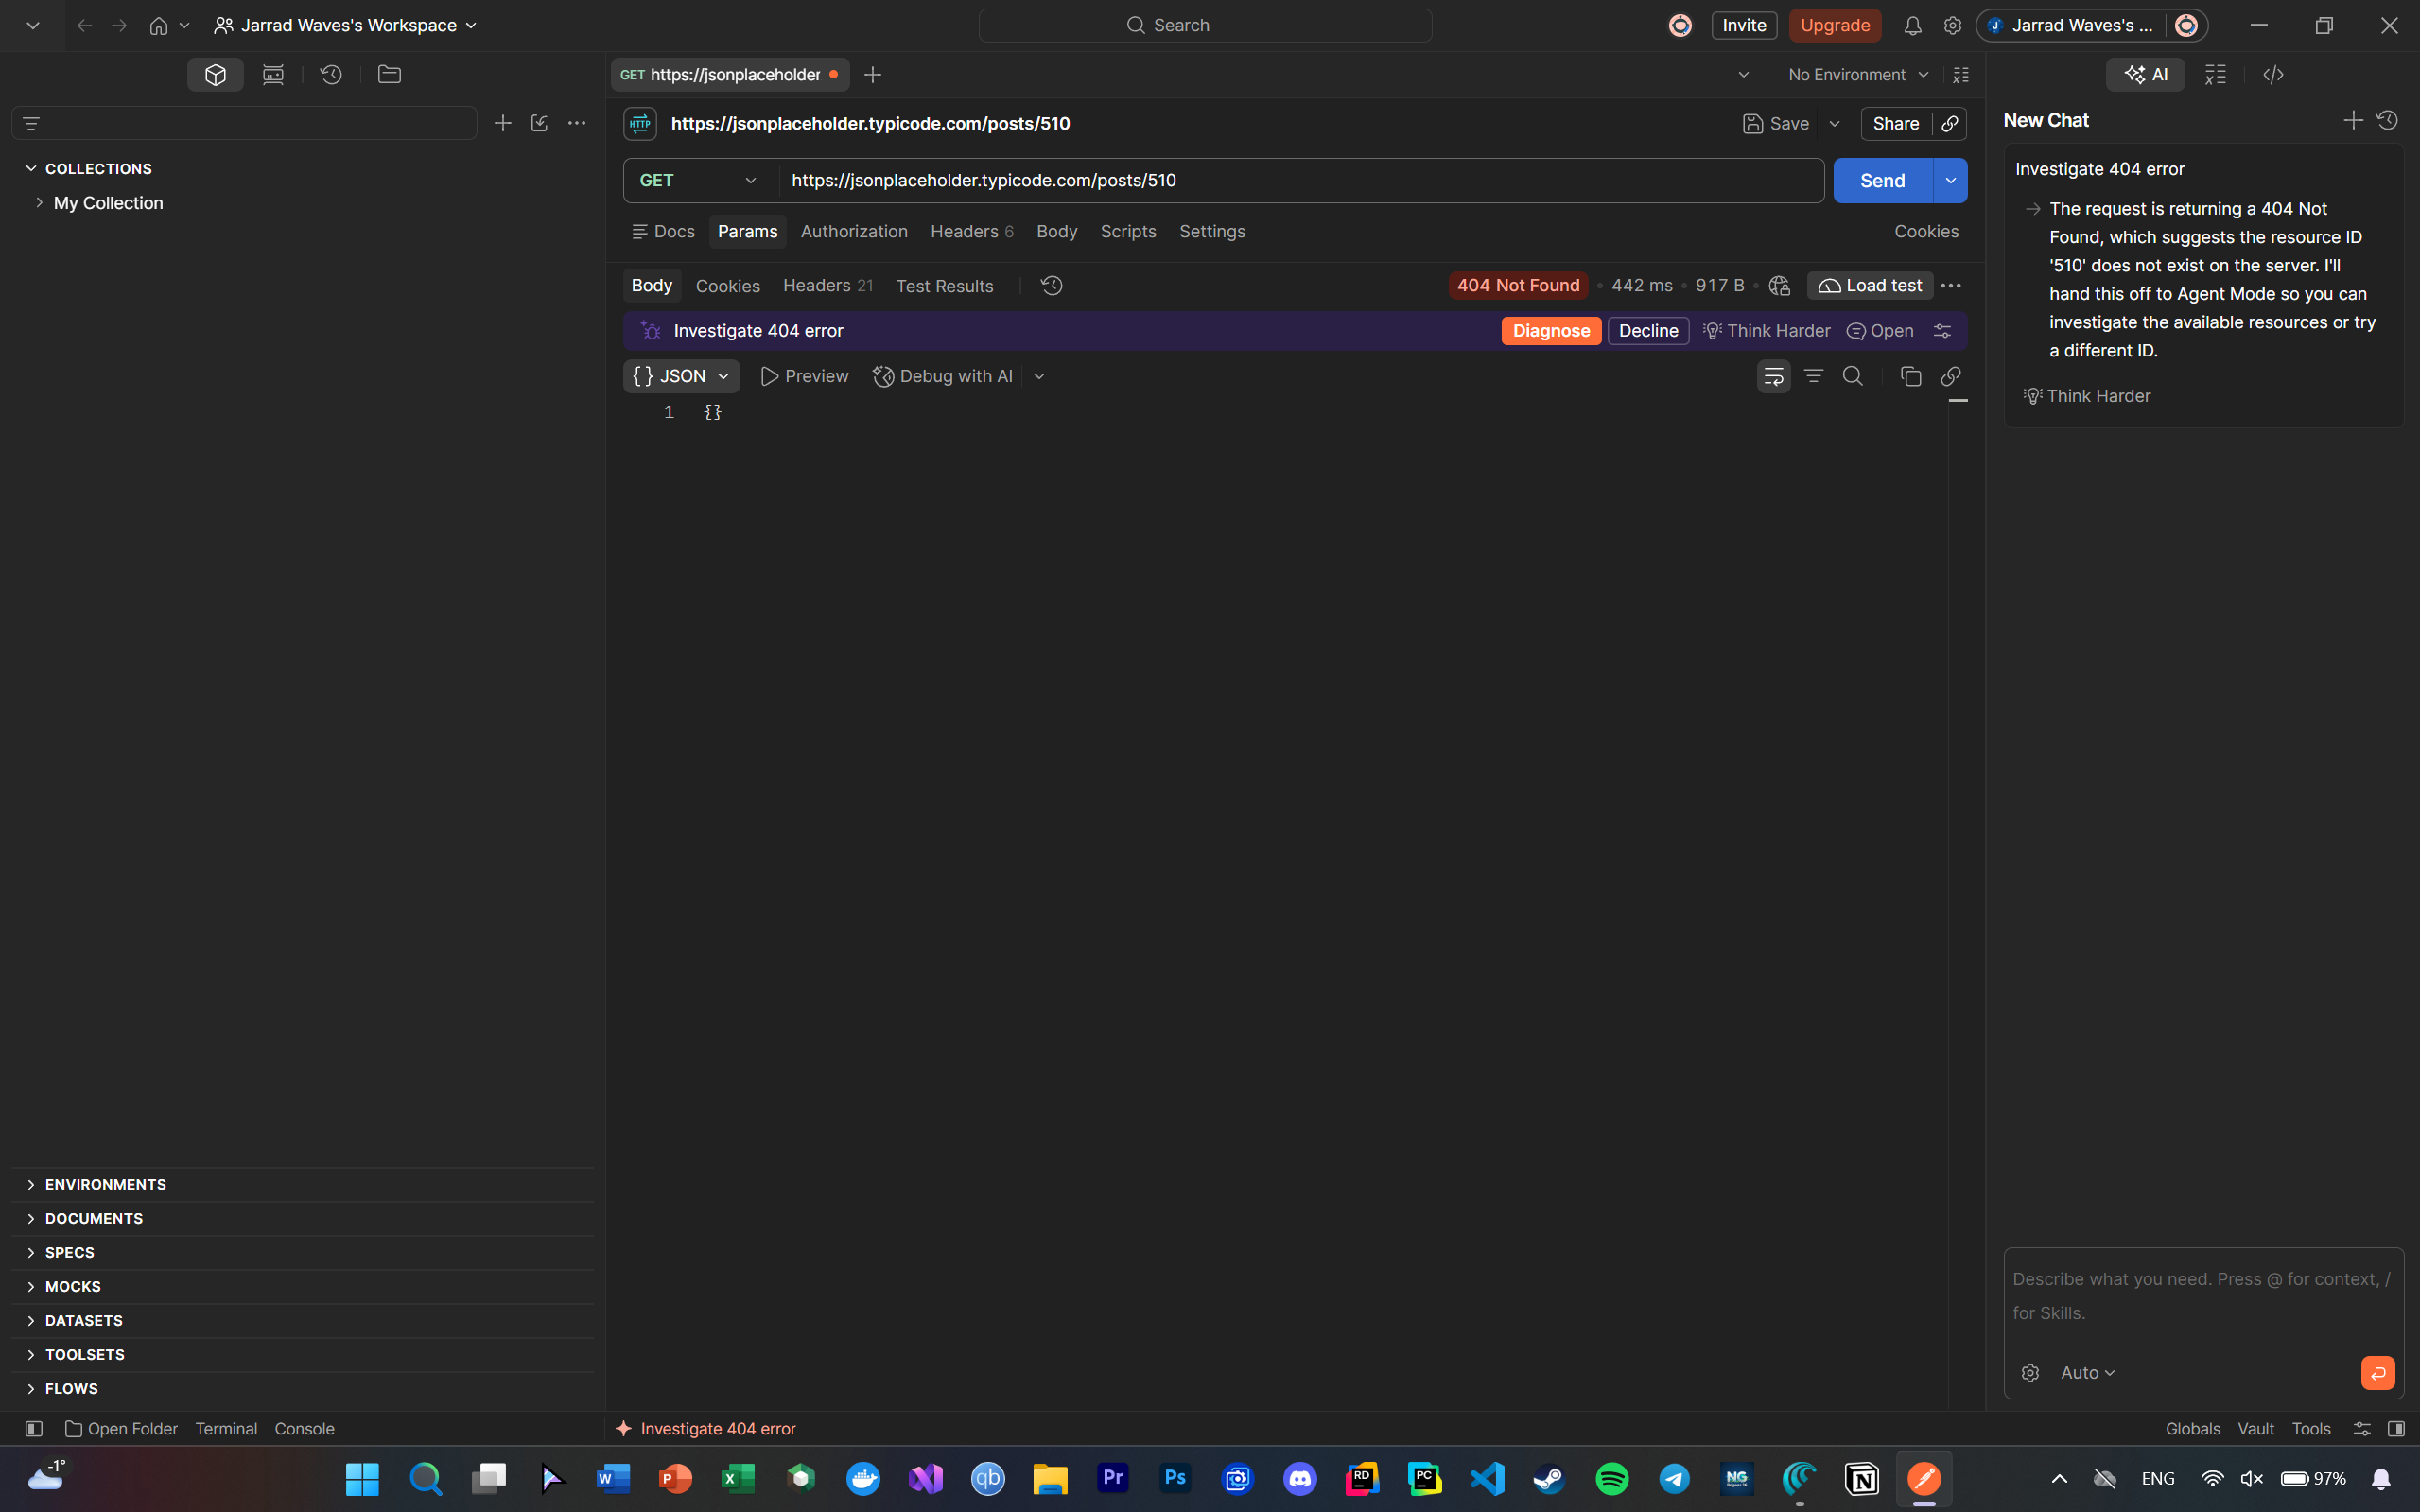 Jarrad Waves's Workspace
Search
Invite
Upgrade
J
Jarrad Waves's ...
GET https://jsonplaceholder
No Environment
AI
HTTP
https://jsonplaceholder.typicode.com/posts/510
Save
Share
New Chat
COLLECTIONS
My Collection
GET
https://jsonplaceholder.typicode.com/posts/510
Send
Docs
Params
Authorization
Headers 6
Body
Scripts
Settings
Cookies
Body
Cookies
Headers 21
Test Results
404 Not Found
442 ms
917 B
Load test
Investigate 404 error
Diagnose
Decline
Think Harder
Open
{} JSON
Preview
Debug with AI
1 {}
Investigate 404 error
The request is returning a 404 Not
Found, which suggests the resource ID
'510' does not exist on the server. I'll
hand this off to Agent Mode so you can
investigate the available resources or try
a different ID.
Think Harder
ENVIRONMENTS
DOCUMENTS
SPECS
MOCKS
DATASETS
TOOLSETS
FLOWS
Describe what you need. Press @ for context, /
for Skills.
Auto
Open Folder
Terminal
Console
Investigate 404 error
Globals
Vault
Tools
-1°
W
P
X
qb
Pr
Ps
RD
PC
NG
N
ENG
97%